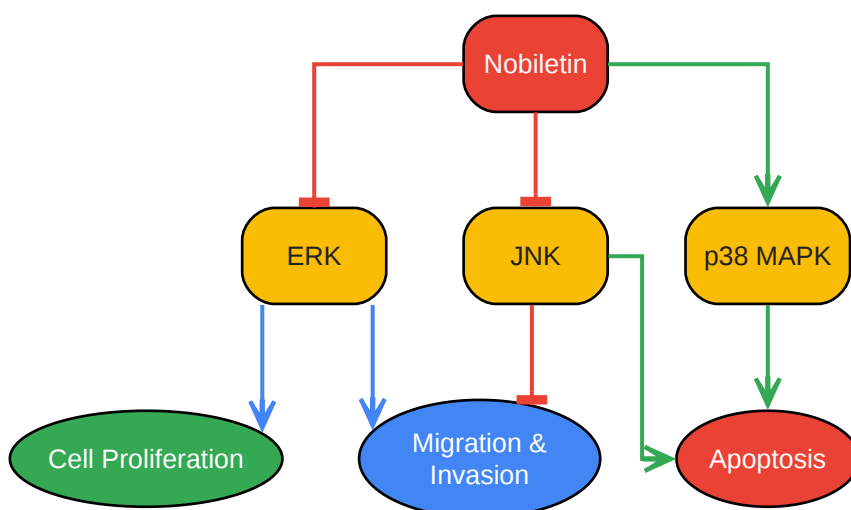 Nobiletin
ERK
JNK
p38 MAPK
Cell Proliferation
Migration &
Invasion
Apoptosis